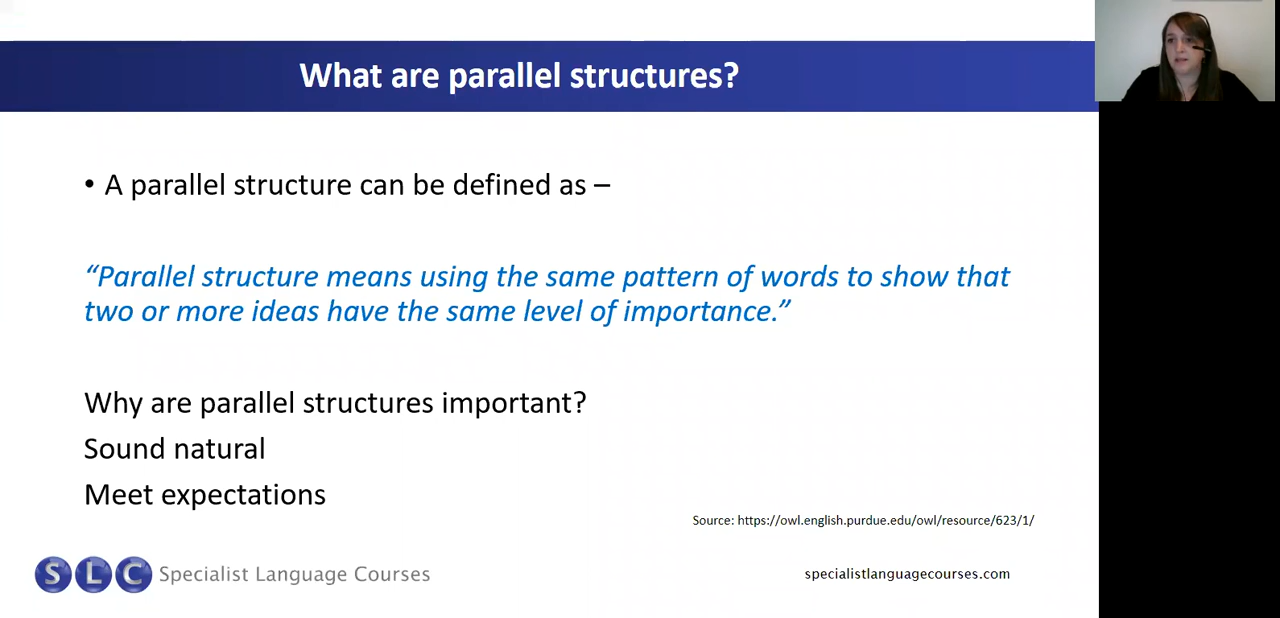 What are parallel structures?
• A parallel structure can be defined as –
“Parallel structure means using the same pattern of words to show that
two or more ideas have the same level of importance.”
Why are parallel structures important?
Sound natural
Meet expectations
Source: https://owl.english.purdue.edu/owl/resource/623/1/
SLC Specialist Language Courses
specialistlanguagecourses.com